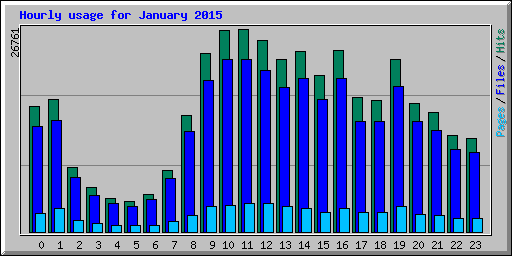 Hourly usage for January 2015
26761
Pages/Files/Hits
0 1 2 3 4 5 6 7 8 9 10 11 12 13 14 15 16 17 18 19 20 21 22 23